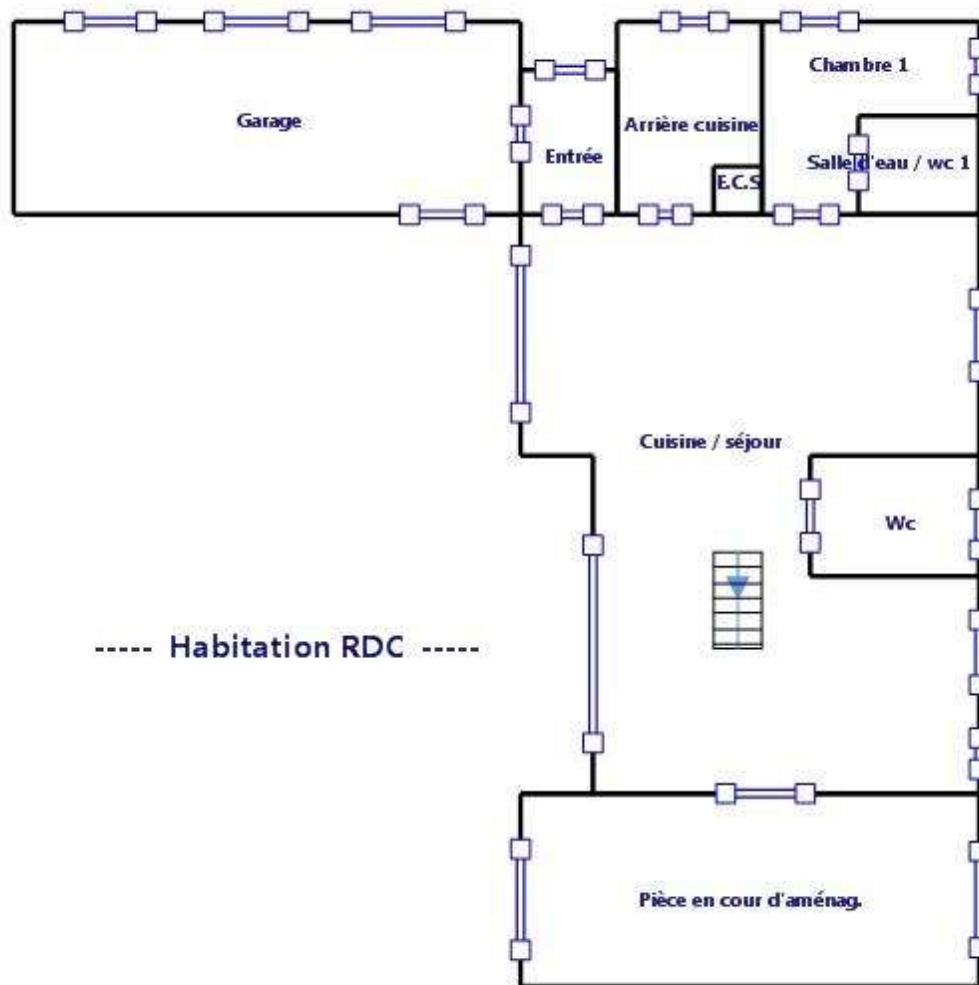 Chambre 1
Garage
Arrière cuisine
Entrée
Salle d'eau / wc 1
E.C.S
Cuisine / séjour
Wc
----- Habitation RDC -----
Pièce en cour d'aménag.